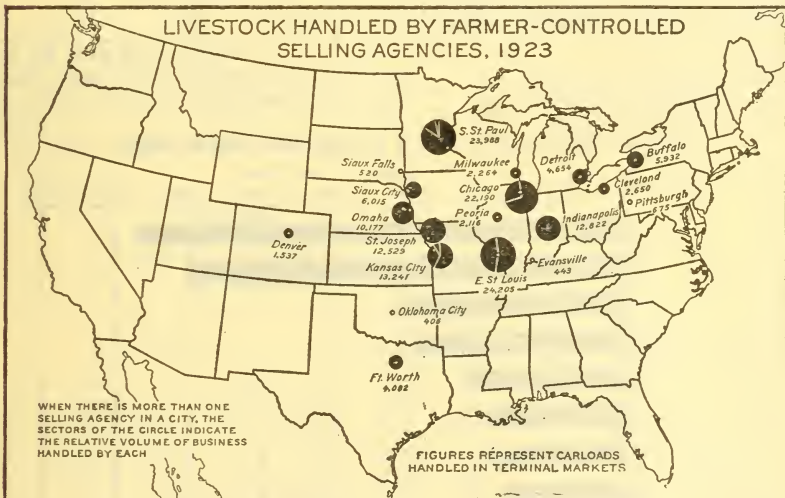 LIVESTOCK HANDLED BY FARMER-CONTROLLED
SELLING AGENCIES, 1923
S. St. Paul
23,988
Sioux Falls
520
Milwaukee
2,264
Detroit
4,654
Buffalo
5,932
Sioux City
6,015
Chicago
22,190
Cleveland
2,650
Pittsburgh
675
Omaha
10,177
Peoria
2,116
Indianapolis
12,822
Denver
1,537
St. Joseph
12,529
Kansas City
13,241
E. St Louis
24,205
Evansville
443
Oklahoma City
406
Ft. Worth
4,082
WHEN THERE IS MORE THAN ONE
SELLING AGENCY IN A CITY, THE
SECTORS OF THE CIRCLE INDICATE
THE RELATIVE VOLUME OF BUSINESS
HANDLED BY EACH
FIGURES REPRESENT CARLOADS
HANDLED IN TERMINAL MARKETS